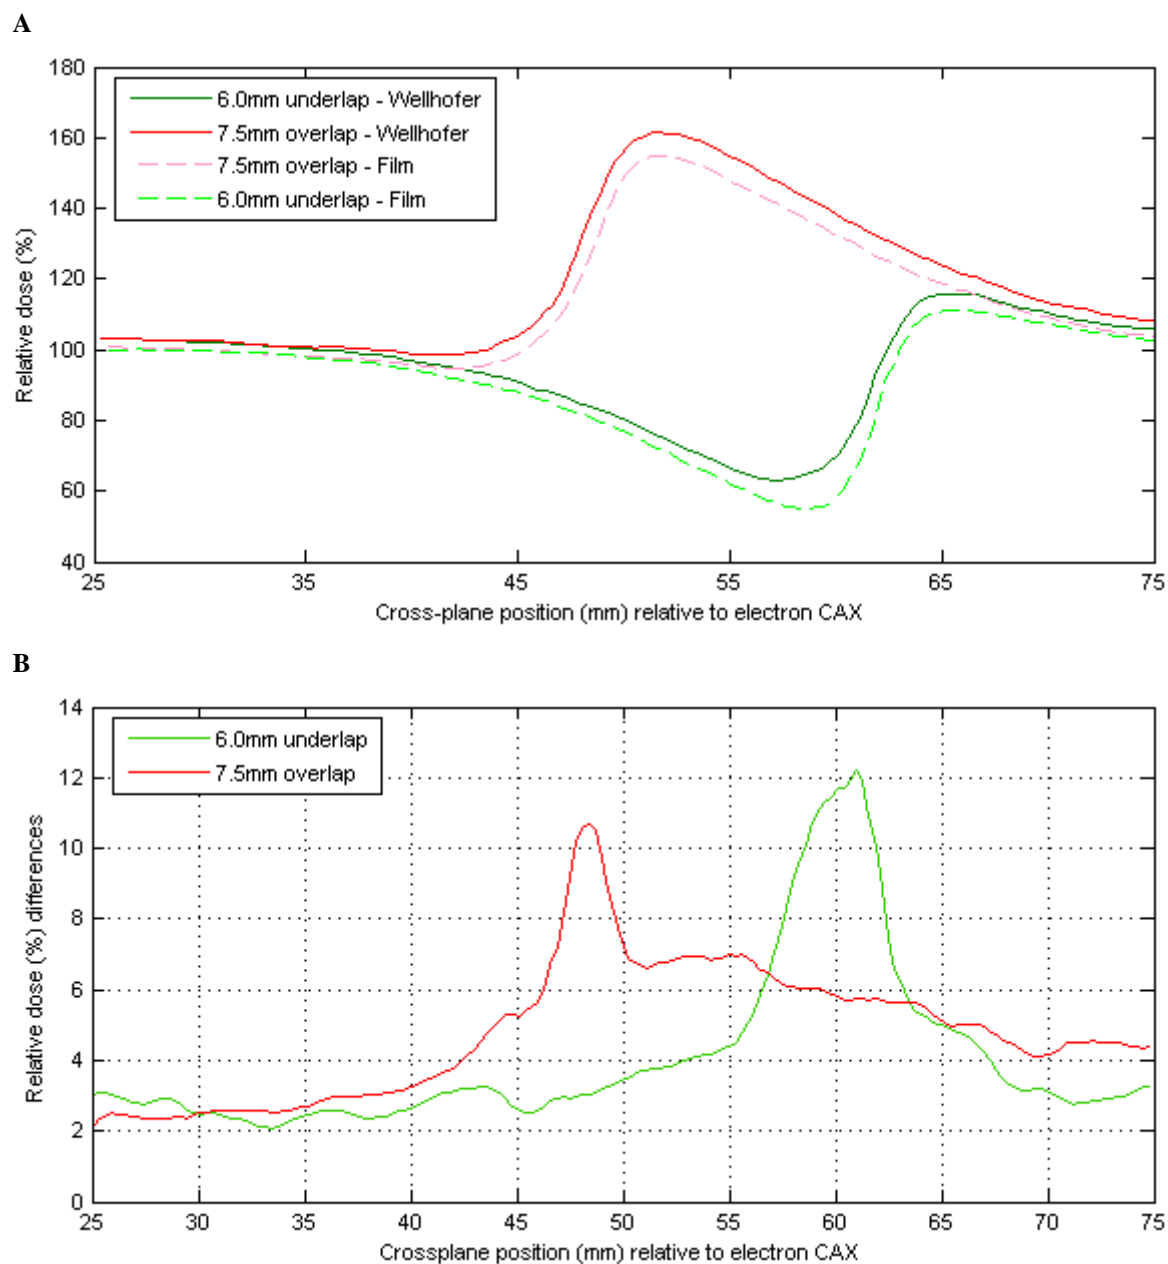 A
180
160
140
120
100
80
60
40
Relative dose (%)
6.0mm underlap - Wellhofer
7.5mm overlap - Wellhofer
7.5mm overlap - Film
6.0mm underlap - Film
25 35 45 55 65 75
Cross-plane position (mm) relative to electron CAX
B
14
12
10
8
6
4
2
0
Relative dose (%) differences
6.0mm underlap
7.5mm overlap
25 30 35 40 45 50 55 60 65 70 75
Crossplane position (mm) relative to electron CAX